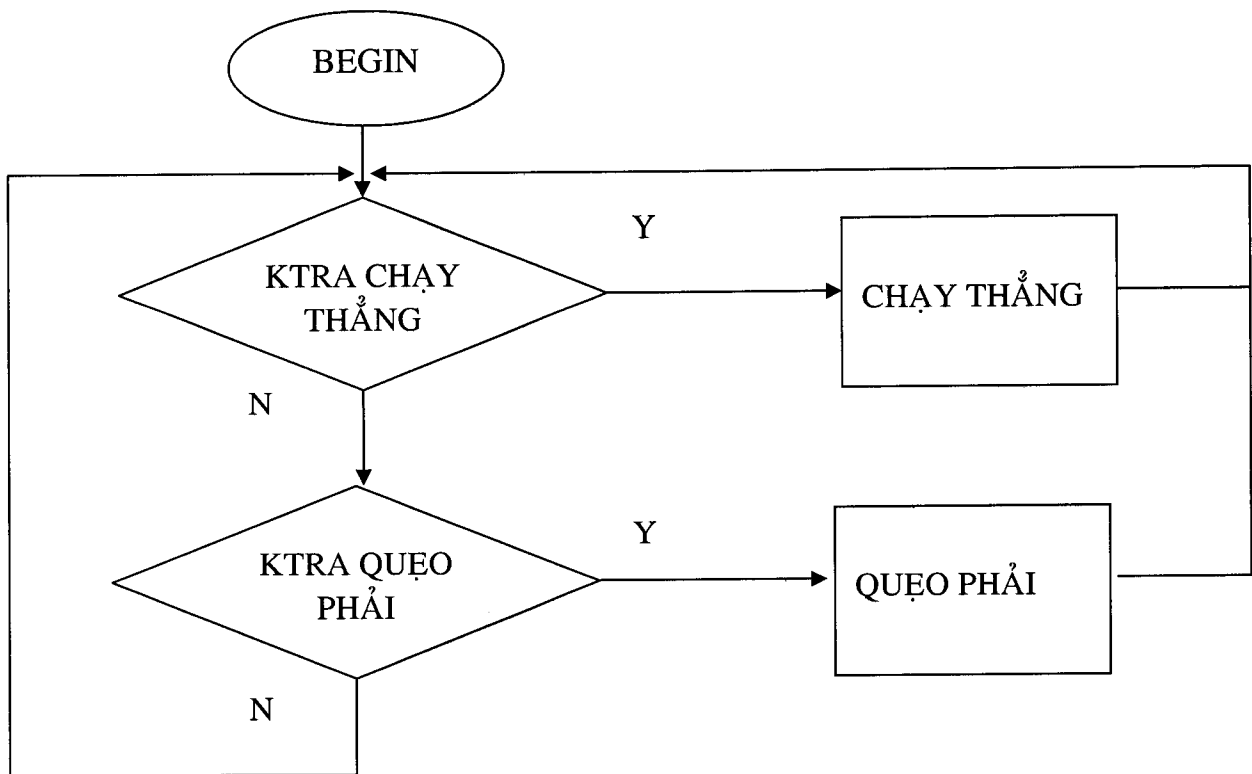 BEGIN
Y
KTRA CHẠY
THẲNG
CHẠY THẲNG
N
Y
KTRA QUẸO
PHẢI
QUẸO PHẢI
N